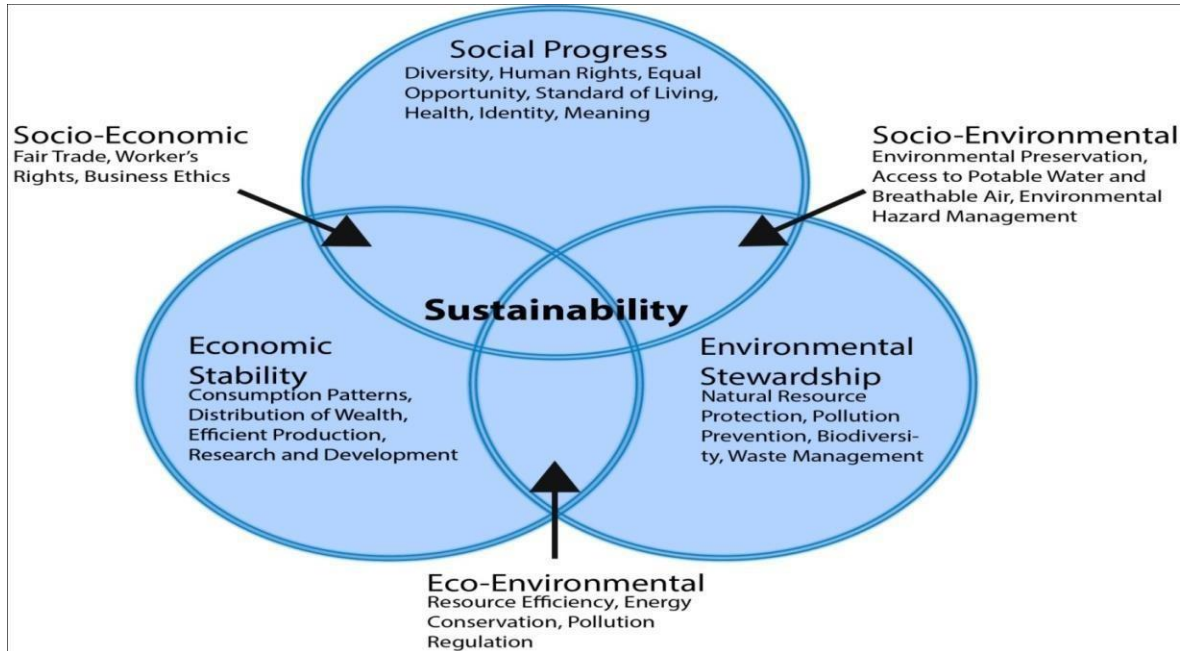 Social Progress
Diversity, Human Rights, Equal
Opportunity, Standard of Living,
Health, Identity, Meaning
Socio-Economic
Fair Trade, Worker's
Rights, Business Ethics
Socio-Environmental
Environmental Preservation,
Access to Potable Water and
Breathable Air, Environmental
Hazard Management
Sustainability
Economic
Stability
Consumption Patterns,
Distribution of Wealth,
Efficient Production,
Research and Development
Environmental
Stewardship
Natural Resource
Protection, Pollution
Prevention, Biodiversi-
ty, Waste Management
Eco-Environmental
Resource Efficiency, Energy
Conservation, Pollution
Regulation